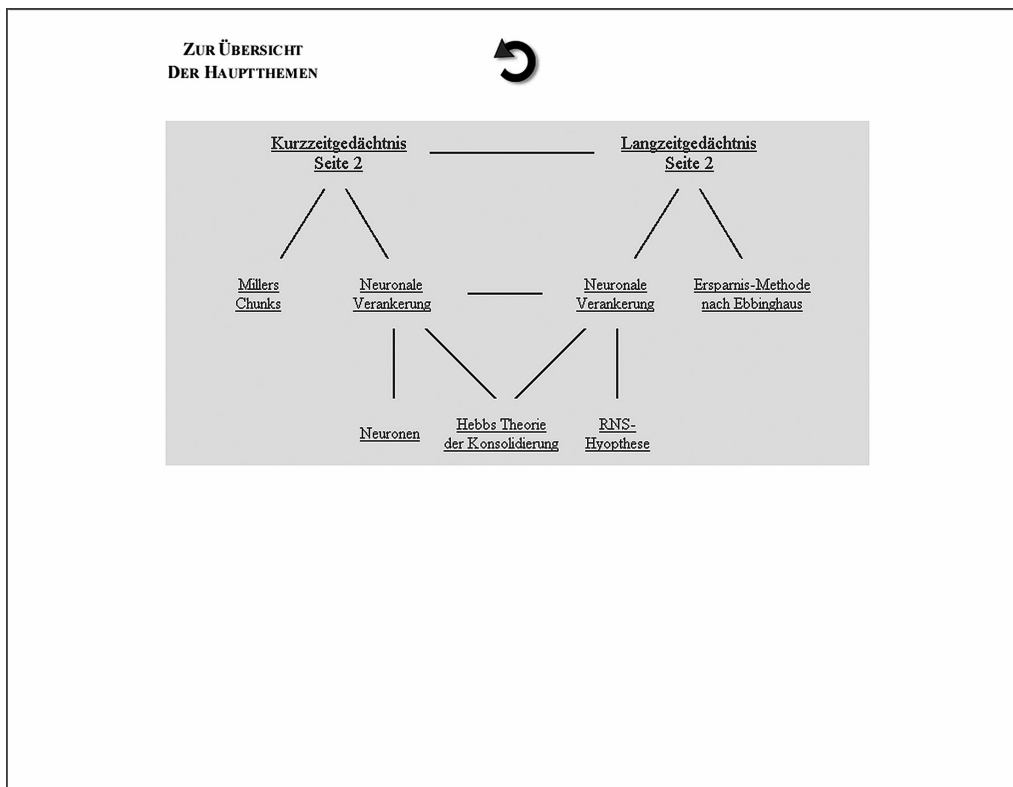 ZUR ÜBERSICHT
DER HAUPTTHEMEN
Kurzzeitgedächtnis
Seite 2
Langzeitgedächtnis
Seite 2
Millers
Chunks
Neuronale
Verankerung
Neuronale
Verankerung
Ersparnis-Methode
nach Ebbinghaus
Neuronen
Hebbs Theorie
der Konsolidierung
RNS-
Hyopthese